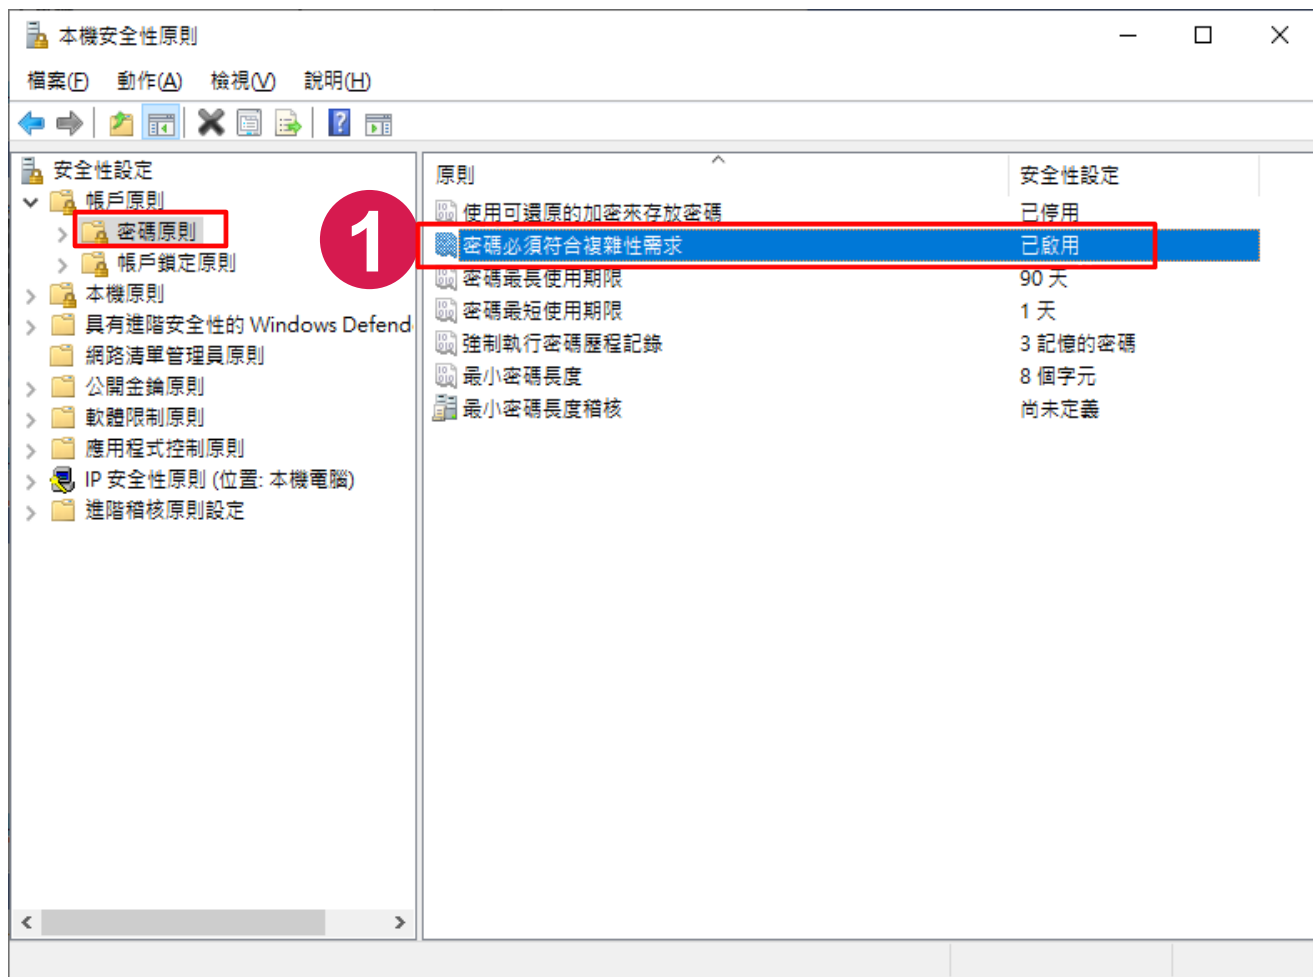 本機安全性原則
檔案(F) 動作(A) 檢視(V) 說明(H)
安全性設定
帳戶原則
密碼原則
帳戶鎖定原則
本機原則
具有進階安全性的 Windows Defend
網路清單管理員原則
公開金鑰原則
軟體限制原則
應用程式控制原則
IP 安全性原則 (位置: 本機電腦)
進階稽核原則設定
1
原則 安全性設定
使用可還原的加密來存放密碼 已停用
密碼必須符合複雜性需求 已啟用
密碼最長使用期限 90 天
密碼最短使用期限 1 天
強制執行密碼歷程記錄 3 記憶的密碼
最小密碼長度 8 個字元
最小密碼長度稽核 尚未定義